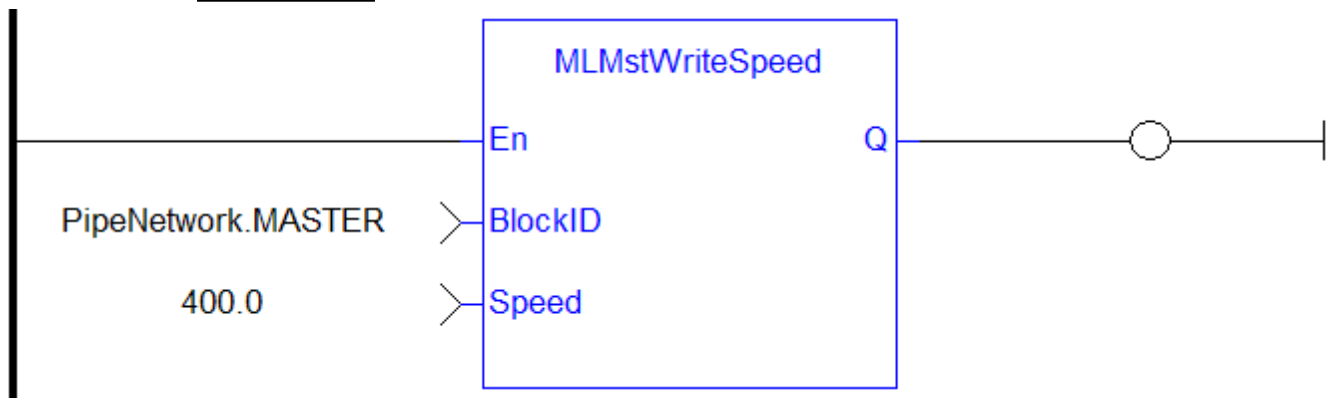 MLMstWriteSpeed
En Q
PipeNetwork.MASTER BlockID
400.0 Speed